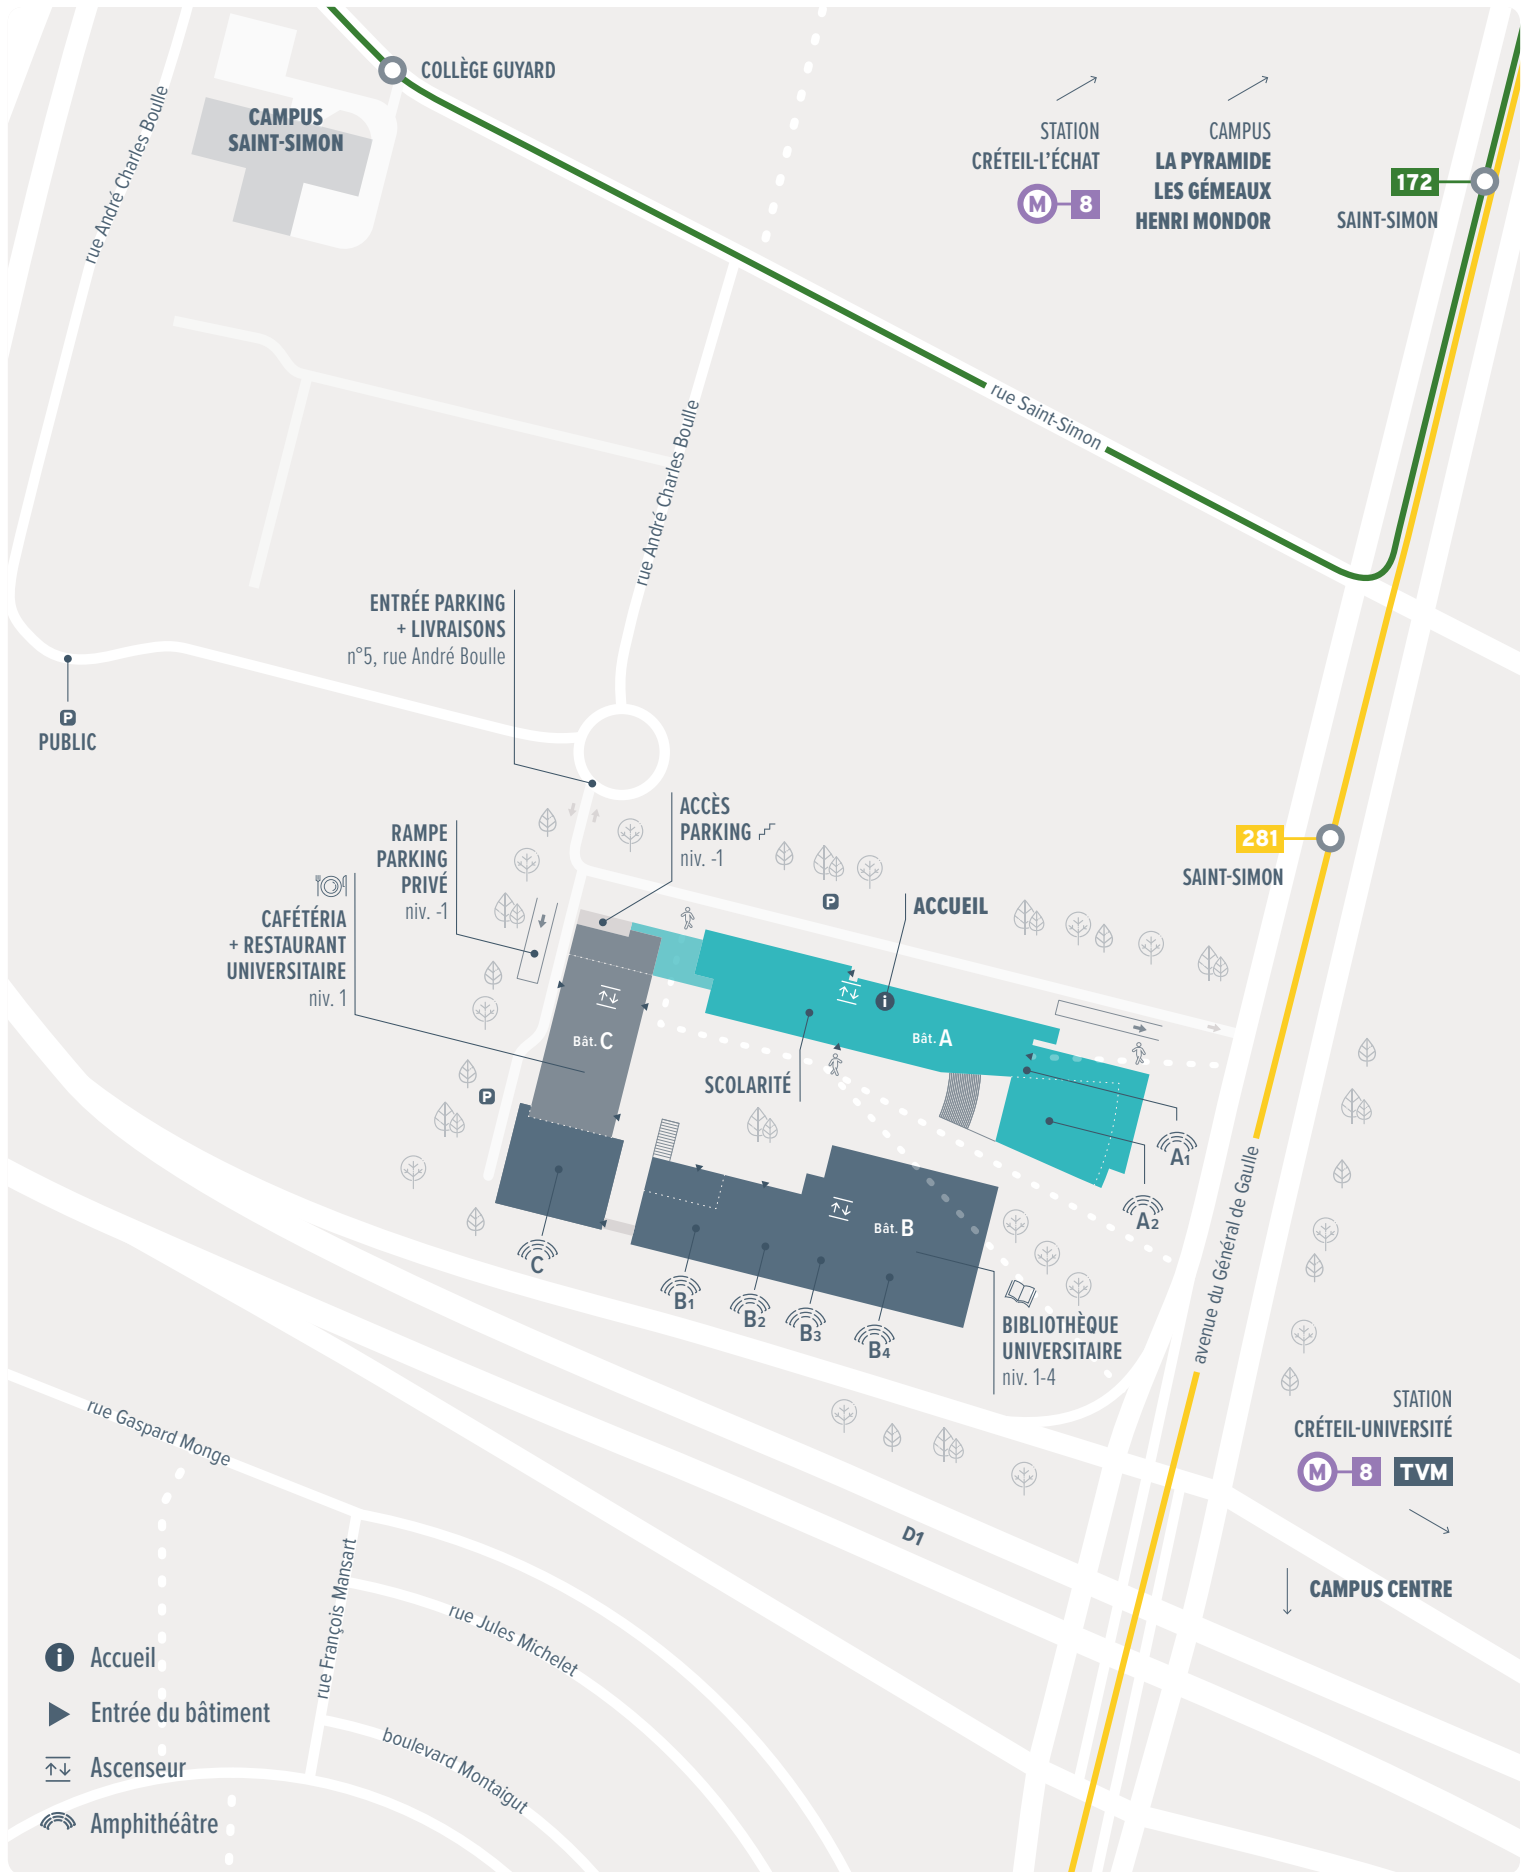 COLLÈGE GUYARD
CAMPUS
SAINT-SIMON
rue André Charles Boulle
STATION
CRÉTEIL-L'ÉCHAT
M 8
CAMPUS
LA PYRAMIDE
LES GÉMEAUX
HENRI MONDOR
172
SAINT-SIMON
rue Saint-Simon
rue André Charles Boulle
ENTRÉE PARKING
+ LIVRAISONS
n°5, rue André Boulle
P
PUBLIC
ACCÈS
PARKING
niv. -1
RAMPE
PARKING
PRIVÉ
niv. -1
281
SAINT-SIMON
P
ACCUEIL
CAFÉTÉRIA
+ RESTAURANT
UNIVERSITAIRE
niv. 1
i
Bât. C
Bât. A
SCOLARITÉ
P
A1
A2
Bât. B
C
B1
B2
B3
B4
BIBLIOTHÈQUE
UNIVERSITAIRE
niv. 1-4
avenue du Général de Gaulle
STATION
CRÉTEIL-UNIVERSITÉ
M 8 TVM
CAMPUS CENTRE
D1
rue Gaspard Monge
rue François Mansart
rue Jules Michelet
boulevard Montaigut
i Accueil
Entrée du bâtiment
Ascenseur
Amphithéâtre